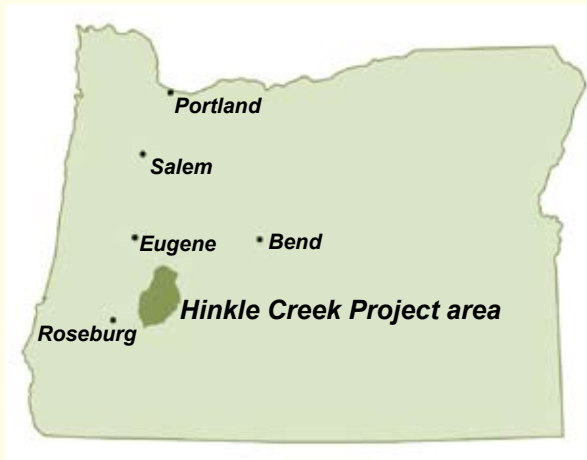 Portland
Salem
Eugene
Bend
Hinkle Creek Project area
Roseburg